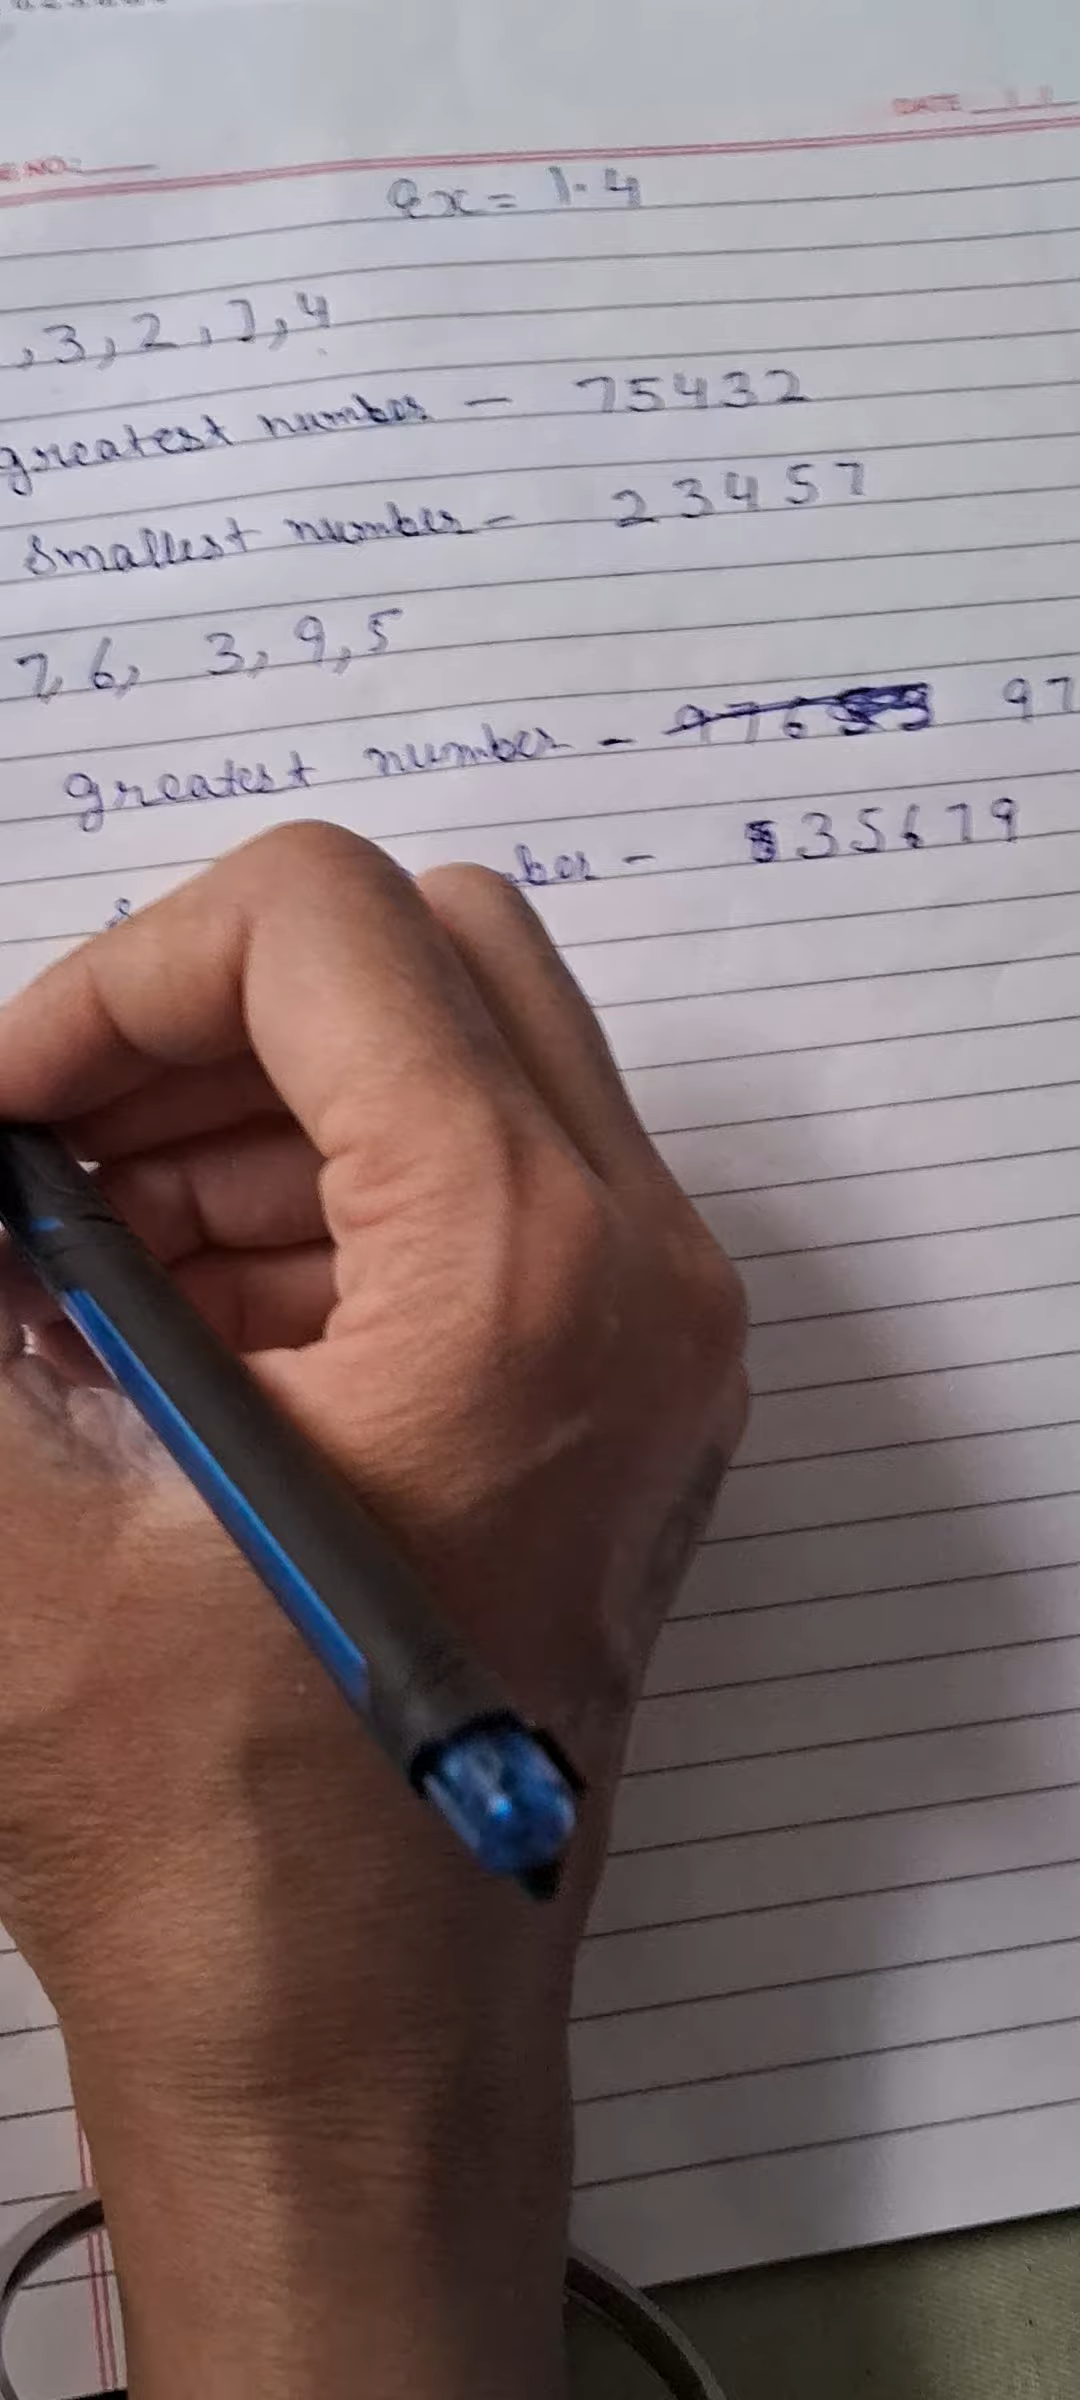 DATE
E NO.:
ex = 1.4
, 3, 2, 7, 4
greatest number - 75432
Smallest number - 23457
7, 6, 3, 9, 5
greatest number - 97
ber - 35679